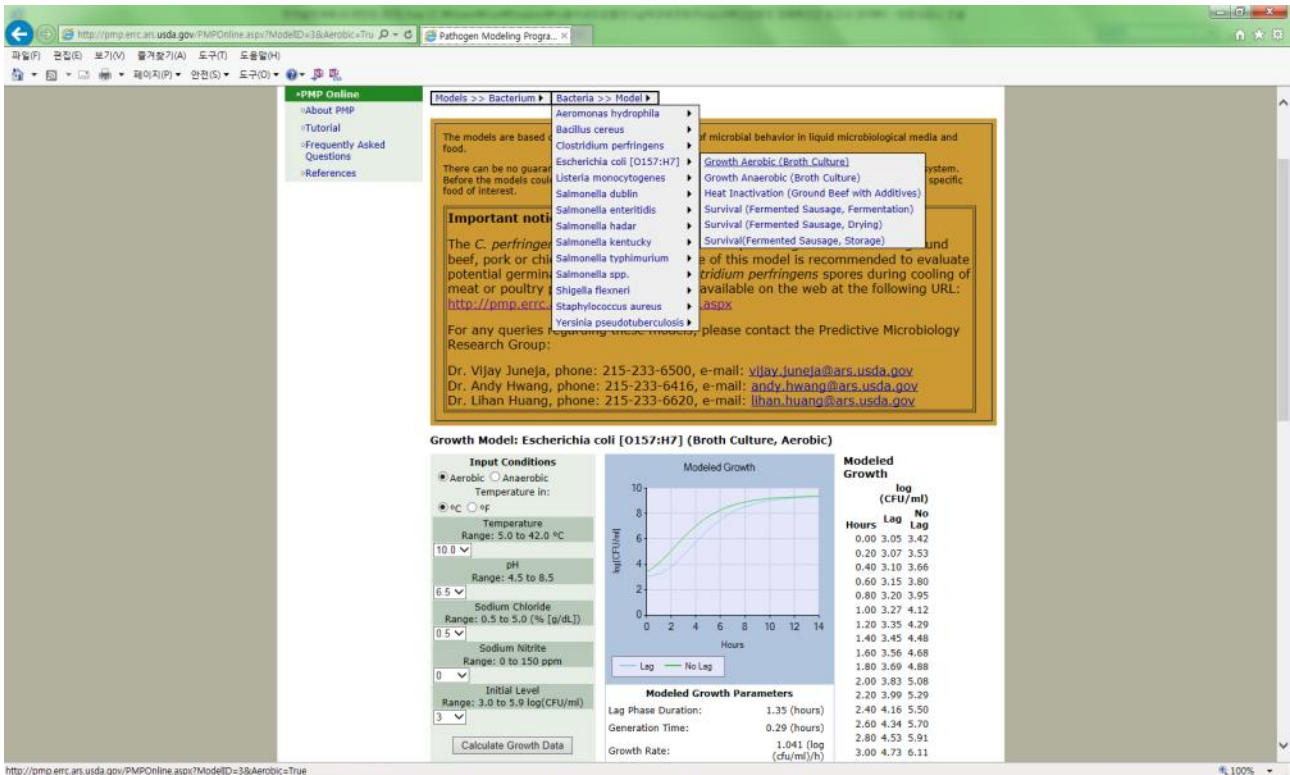 http://pmp.errc.ars.usda.gov/PMPOnline.aspx?ModelID=3&Aerobic=Tru
Pathogen Modeling Progra...
파일(F) 편집(E) 보기(V) 즐겨찾기(A) 도구(T) 도움말(H)
페이지(P) 안전(S) 도구(O)
PMP Online
About PMP
Tutorial
Frequently Asked
Questions
References
Models >> Bacterium
Bacteria >> Model
Aeromonas hydrophila
Bacillus cereus
Clostridium perfringens
Escherichia coli [O157:H7]
Listeria monocytogenes
Salmonella dublin
Salmonella enteritidis
Salmonella hadar
Salmonella kentucky
Salmonella typhimurium
Salmonella spp.
Shigella flexneri
Staphylococcus aureus
Yersinia pseudotuberculosis
Growth Aerobic (Broth Culture)
Growth Anaerobic (Broth Culture)
Heat Inactivation (Ground Beef with Additives)
Survival (Fermented Sausage, Fermentation)
Survival (Fermented Sausage, Drying)
Survival(Fermented Sausage, Storage)
The models are based of microbial behavior in liquid microbiological media and
food.
There can be no system.
Before the models specific
food of interest.
Important
The C. ound
beef, pork or e of this model is recommended to evaluate
potential tridium perfringens spores during cooling of
meat or poultry available on the web at the following URL:
http://pmp.errc. .aspx
For any queries regarding these models, please contact the Predictive Microbiology
Research Group:
Dr. Vijay Juneja, phone: 215-233-6500, e-mail: vijay.juneja@ars.usda.gov
Dr. Andy Hwang, phone: 215-233-6416, e-mail: andy.hwang@ars.usda.gov
Dr. Lihan Huang, phone: 215-233-6620, e-mail: lihan.huang@ars.usda.gov
Growth Model: Escherichia coli [O157:H7] (Broth Culture, Aerobic)
Input Conditions
Aerobic Anaerobic
Temperature in:
ºC ºF
Temperature
Range: 5.0 to 42.0 ºC
10.0
pH
Range: 4.5 to 8.5
6.5
Sodium Chloride
Range: 0.5 to 5.0 (% [g/dL])
0.5
Sodium Nitrite
Range: 0 to 150 ppm
0
Initial Level
Range: 3.0 to 5.9 log(CFU/ml)
3
Calculate Growth Data
Modeled Growth
log(CFU/ml)
10
8
6
4
2
0
0 2 4 6 8 10 12 14
Hours
Lag No Lag
Modeled Growth Parameters
Lag Phase Duration: 1.35 (hours)
Generation Time: 0.29 (hours)
Growth Rate: 1.041 (log
(cfu/ml)/h)
Modeled
Growth
log
(CFU/ml)
Hours Lag No
Lag
0.00 3.05 3.42
0.20 3.07 3.53
0.40 3.10 3.66
0.60 3.15 3.80
0.80 3.20 3.95
1.00 3.27 4.12
1.20 3.35 4.29
1.40 3.45 4.48
1.60 3.56 4.68
1.80 3.69 4.88
2.00 3.83 5.08
2.20 3.99 5.29
2.40 4.16 5.50
2.60 4.34 5.70
2.80 4.53 5.91
3.00 4.73 6.11
http://pmp.errc.ars.usda.gov/PMPOnline.aspx?ModelID=3&Aerobic=True
100%